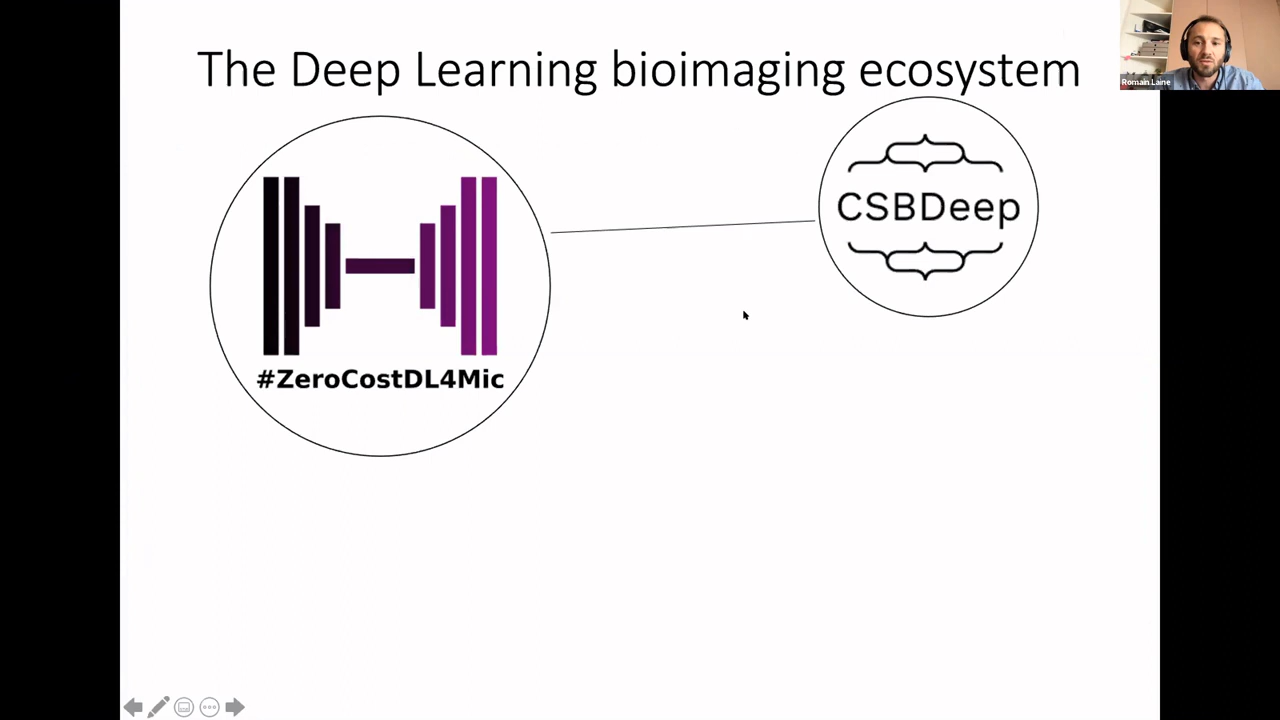 The Deep Learning bioimaging ecosystem
Romain Laine
CSBDeep
#ZeroCostDL4Mic